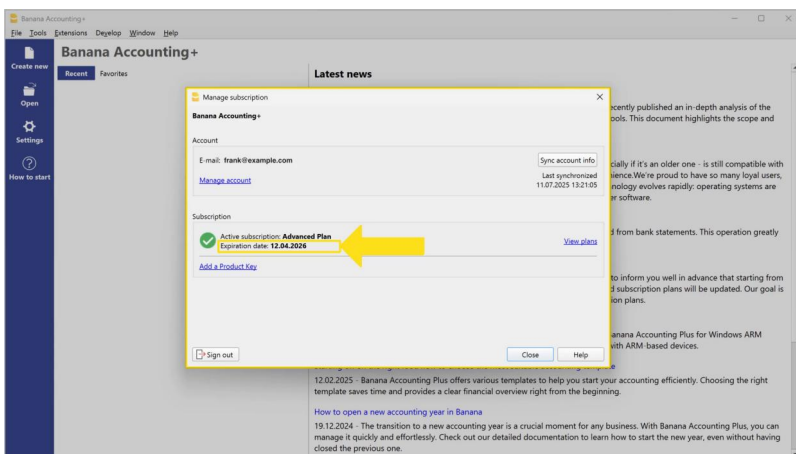 Banana Accounting+
File Tools Extensions Develop Window Help
Banana Accounting+
Create new
Open
Settings
How to start
Recent Favorites
Latest news
Manage subscription
Banana Accounting+
Account
E-mail: frank@example.com
Sync account info
Manage account
Last synchronized
11.07.2025 13:21:05
Subscription
Active subscription: Advanced Plan
Expiration date: 12.04.2026
View plans
Add a Product Key
Sign out
Close
Help
ecently published an in-depth analysis of the
ools. This document highlights the scope and
cially if it's an older one - is still compatible with
ience.We're proud to have so many loyal users,
nology evolves rapidly: operating systems are
er software.
d from bank statements. This operation greatly
to inform you well in advance that starting from
d subscription plans will be updated. Our goal is
ion plans.
anana Accounting Plus for Windows ARM
with ARM-based devices.
12.02.2025 - Banana Accounting Plus offers various templates to help you start your accounting efficiently. Choosing the right
template saves time and provides a clear financial overview right from the beginning.
How to open a new accounting year in Banana
19.12.2024 - The transition to a new accounting year is a crucial moment for any business. With Banana Accounting Plus, you can
manage it quickly and effortlessly. Check out our detailed documentation to learn how to start the new year, even without having
closed the previous one.